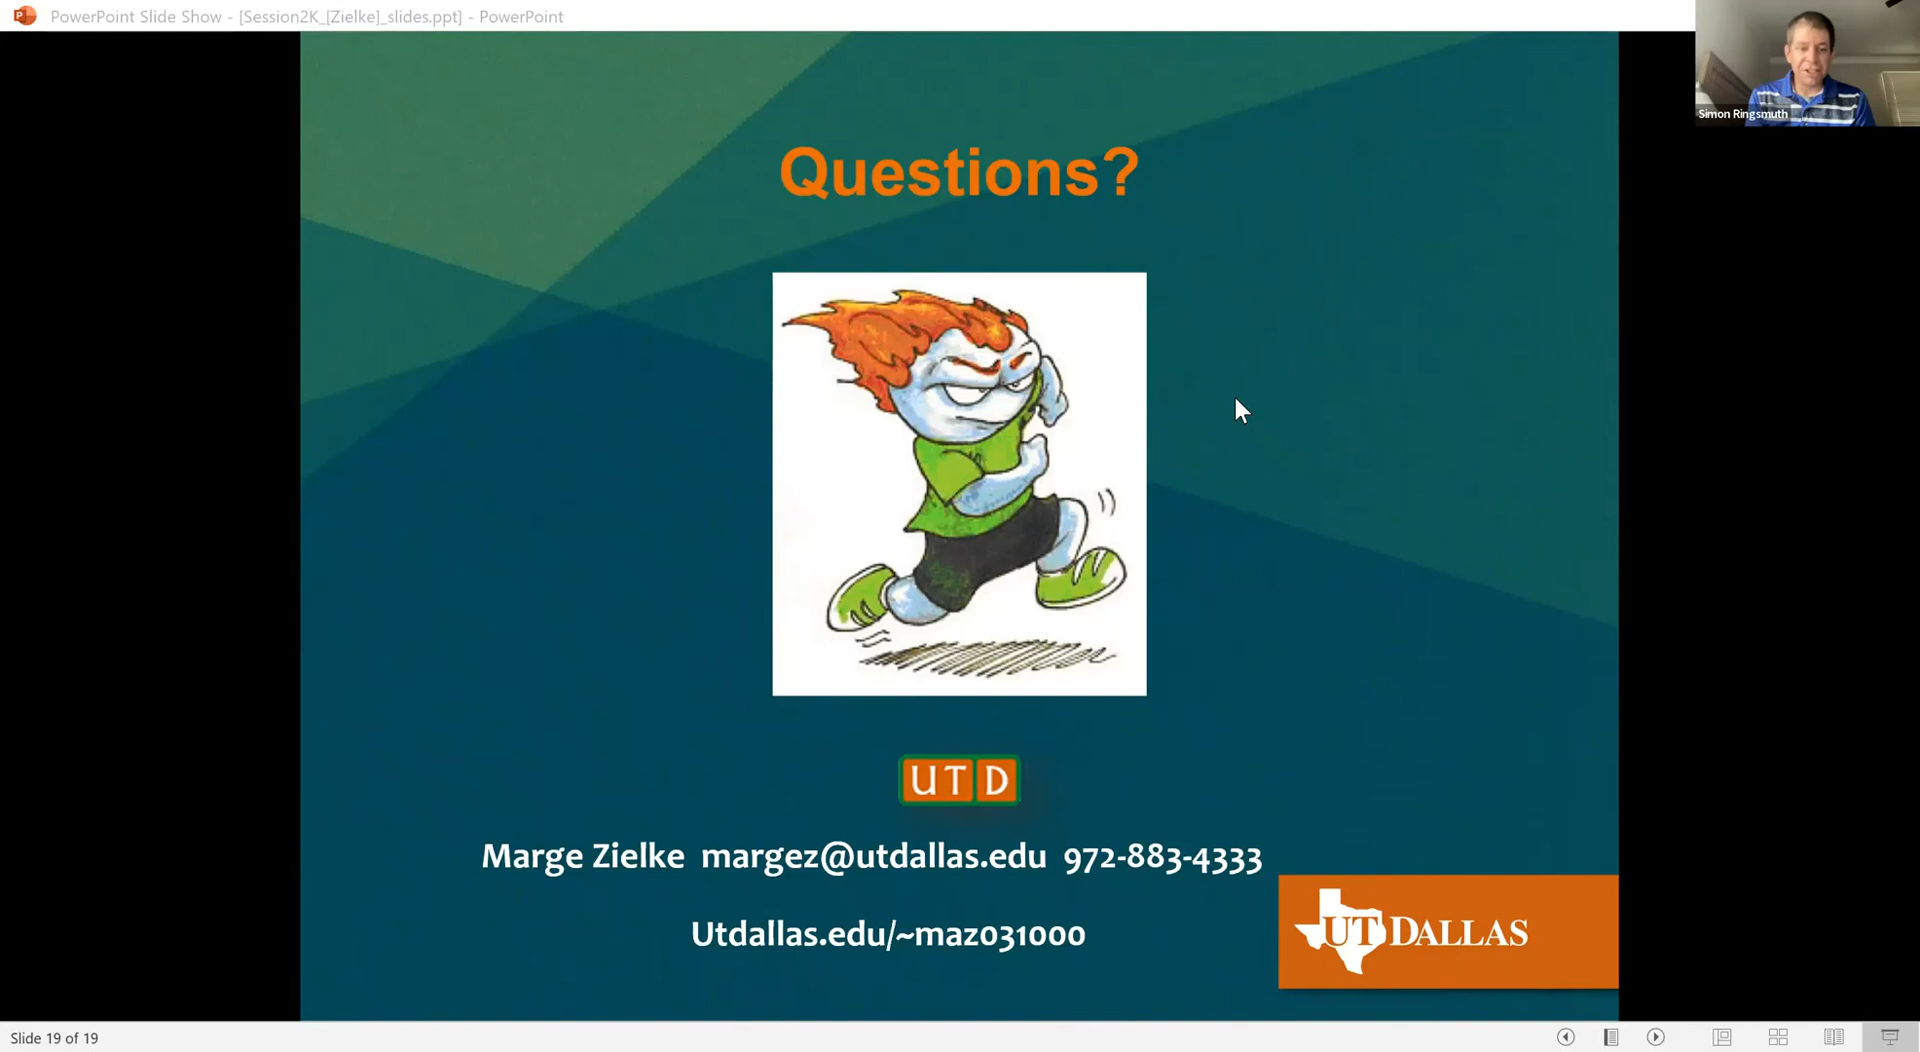 PowerPoint Slide Show - [Session2K_[Zielke]_slides.ppt] - PowerPoint
Simon Ringsmuth
Questions?
UTD
Marge Zielke margez@utdallas.edu 972-883-4333
Utdallas.edu/~maz031000
UT DALLAS
Slide 19 of 19